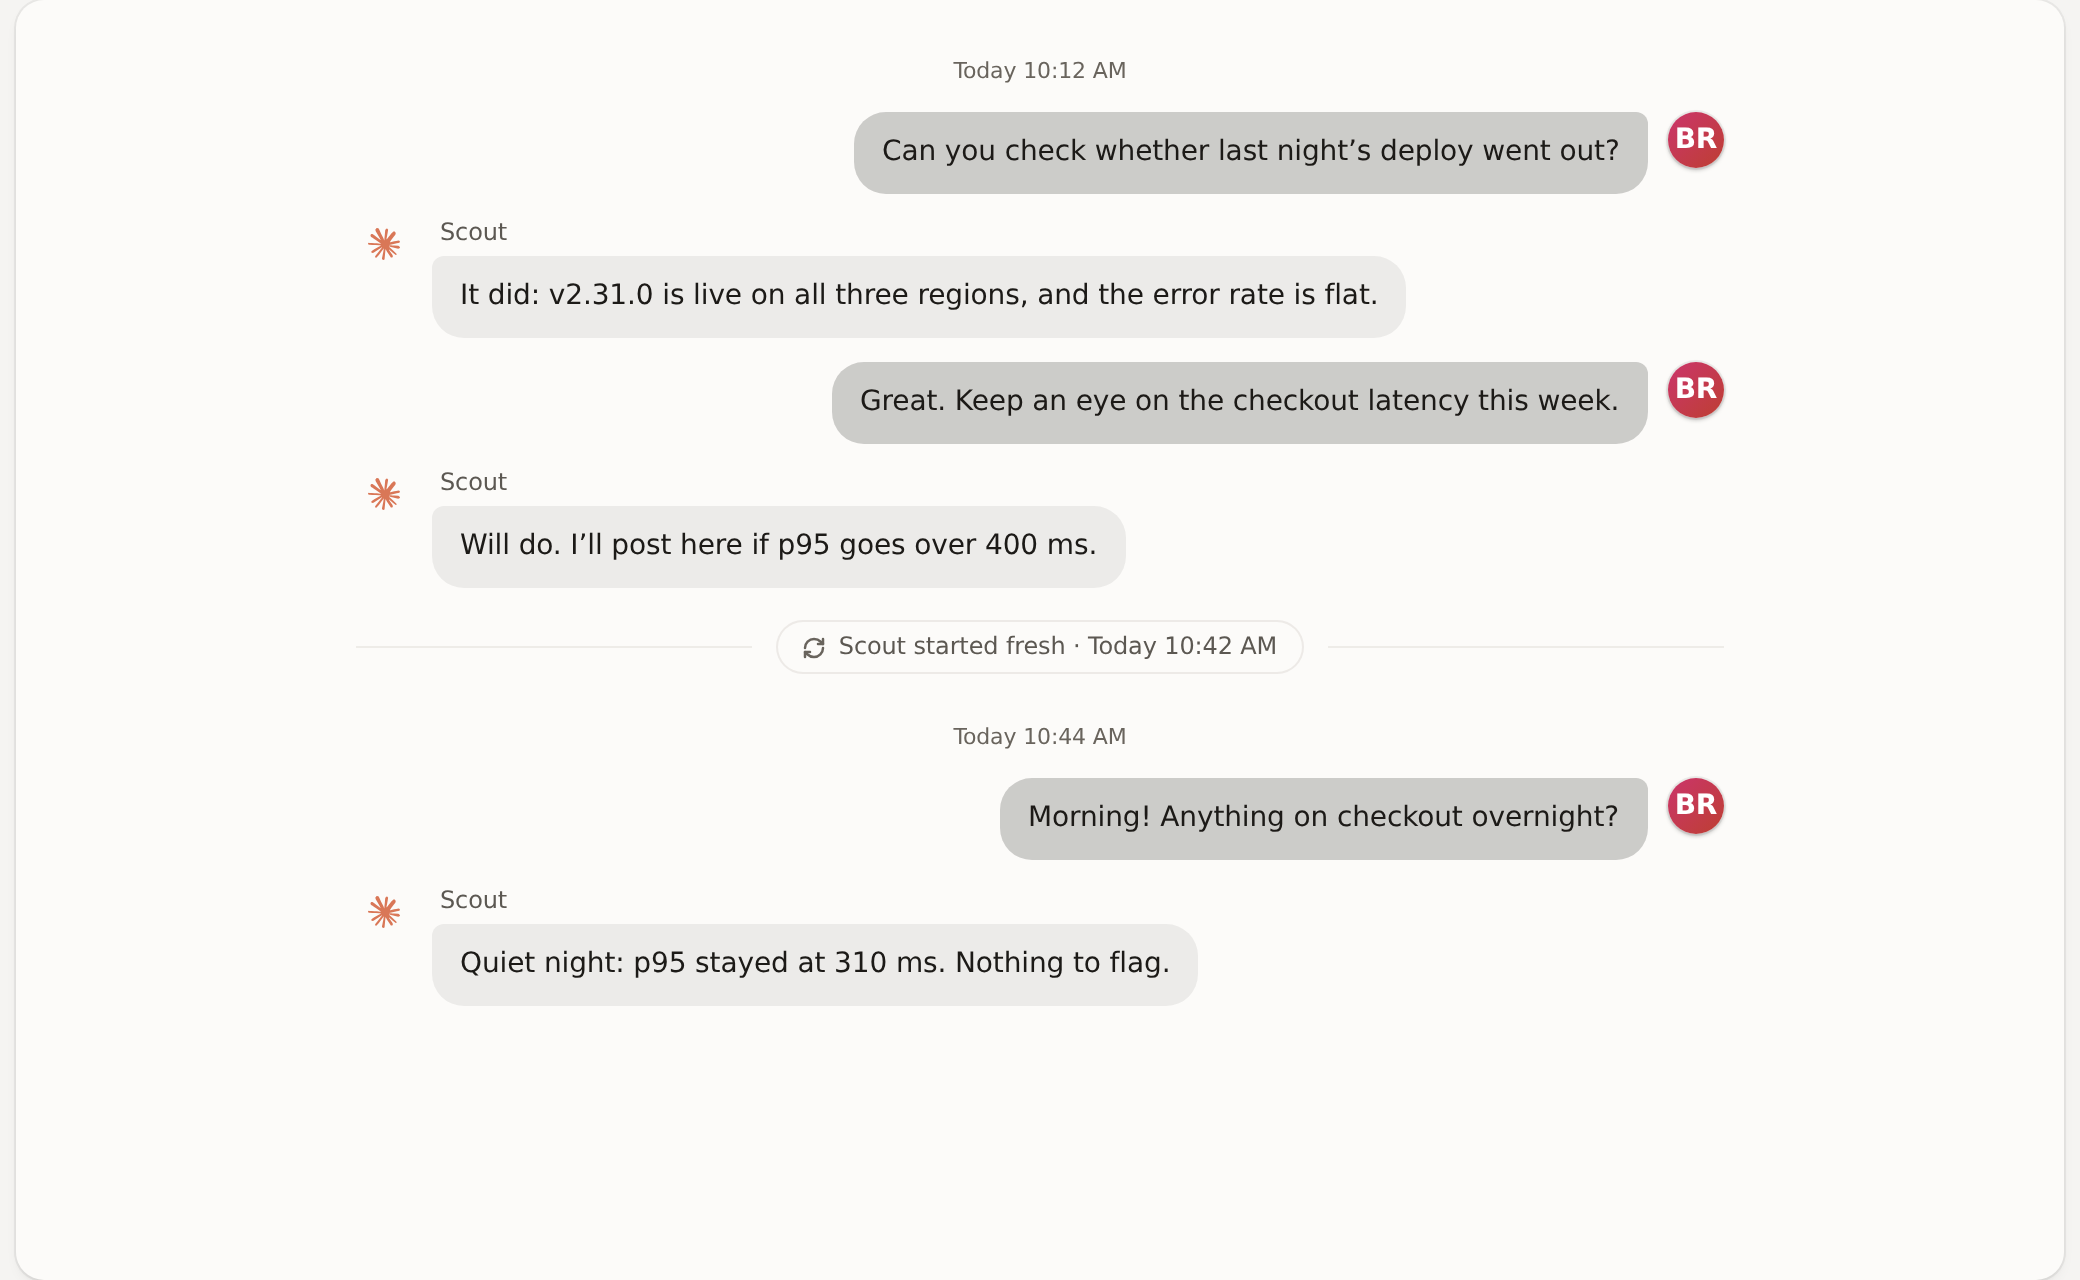 Today 10:12 AM
Can you check whether last night’s deploy went out?
BR
Scout
It did: v2.31.0 is live on all three regions, and the error rate is flat.
Great. Keep an eye on the checkout latency this week.
BR
Scout
Will do. I’ll post here if p95 goes over 400 ms.
Scout started fresh · Today 10:42 AM
Today 10:44 AM
Morning! Anything on checkout overnight?
BR
Scout
Quiet night: p95 stayed at 310 ms. Nothing to flag.